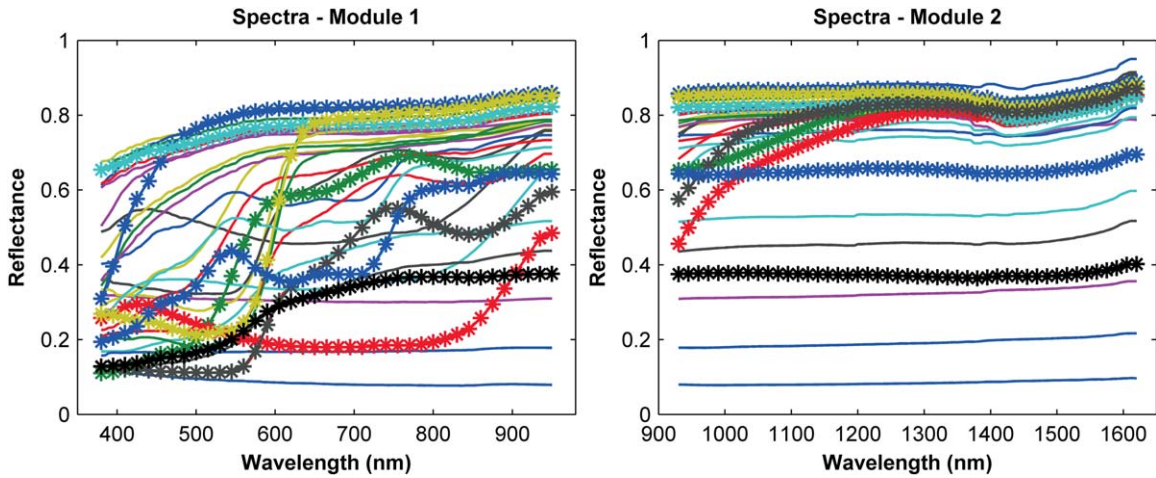 Spectra - Module 1
1
0.8
0.6
0.4
0.2
0
Reflectance
400 500 600 700 800 900
Wavelength (nm)
Spectra - Module 2
1
0.8
0.6
0.4
0.2
0
Reflectance
900 1000 1100 1200 1300 1400 1500 1600
Wavelength (nm)